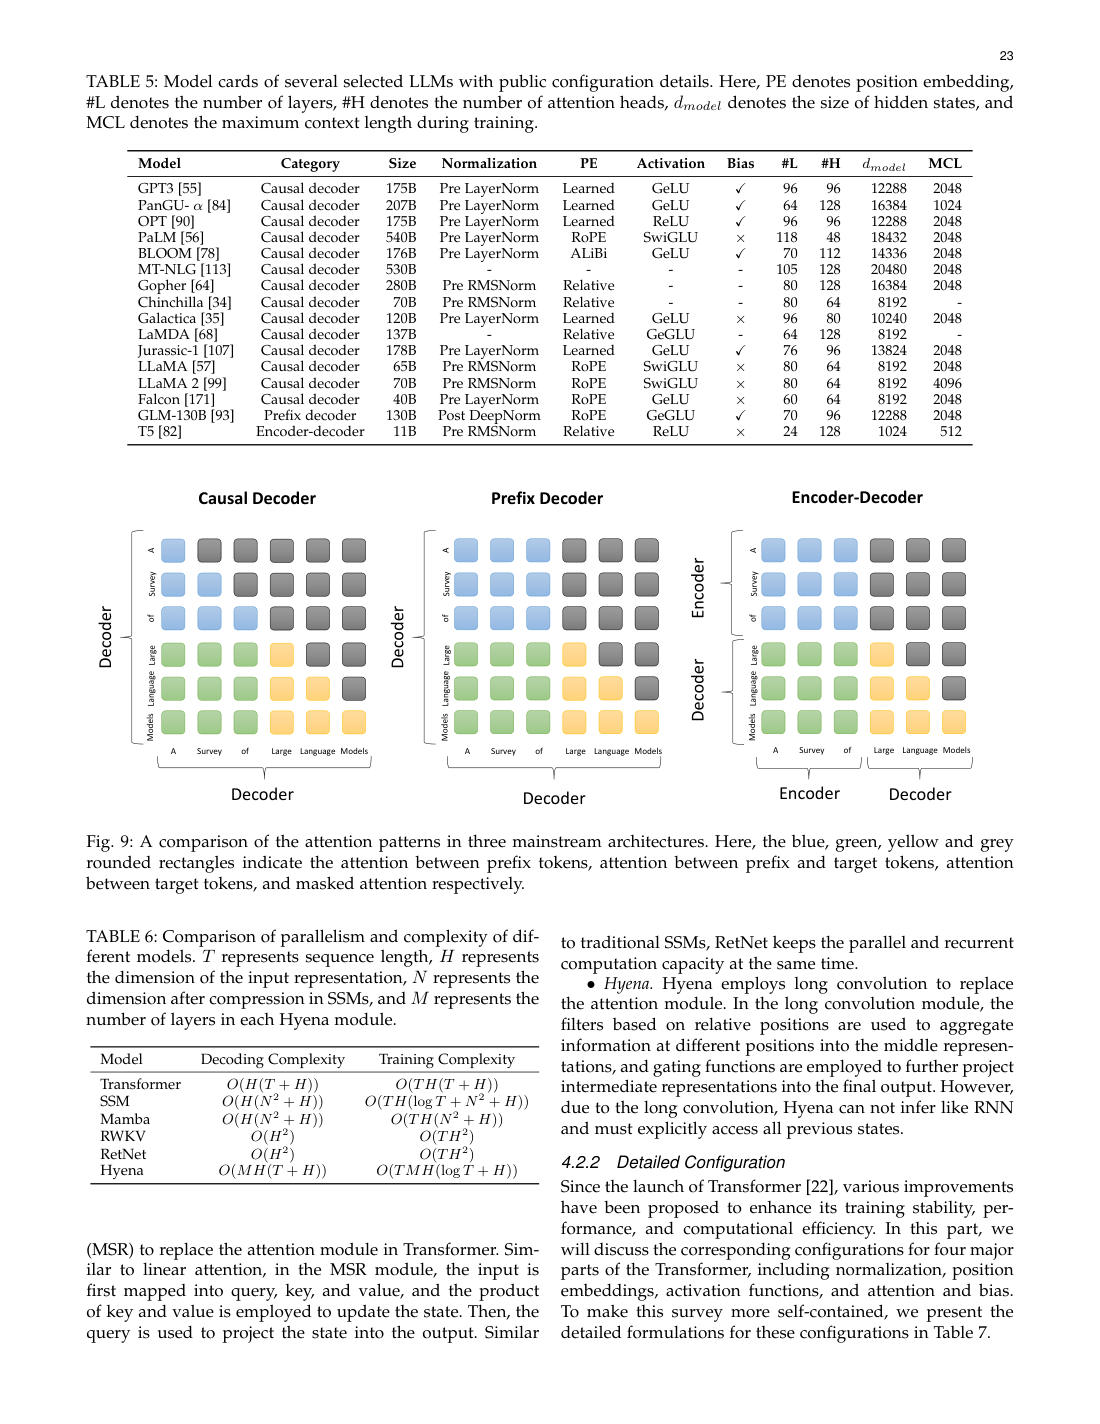 23
TABLE 5: Model cards of several selected LLMs with public configuration details. Here, PE denotes position embedding,
#L denotes the number of layers, #H denotes the number of attention heads, d_model denotes the size of hidden states, and
MCL denotes the maximum context length during training.
Model Category Size Normalization PE Activation Bias #L #H d_model MCL
GPT3 [55] Causal decoder 175B Pre LayerNorm Learned GeLU ✓ 96 96 12288 2048
PanGU- α [84] Causal decoder 207B Pre LayerNorm Learned GeLU ✓ 64 128 16384 1024
OPT [90] Causal decoder 175B Pre LayerNorm Learned ReLU ✓ 96 96 12288 2048
PaLM [56] Causal decoder 540B Pre LayerNorm RoPE SwiGLU × 118 48 18432 2048
BLOOM [78] Causal decoder 176B Pre LayerNorm ALiBi GeLU ✓ 70 112 14336 2048
MT-NLG [113] Causal decoder 530B - - - - 105 128 20480 2048
Gopher [64] Causal decoder 280B Pre RMSNorm Relative - - 80 128 16384 2048
Chinchilla [34] Causal decoder 70B Pre RMSNorm Relative - - 80 64 8192 -
Galactica [35] Causal decoder 120B Pre LayerNorm Learned GeLU × 96 80 10240 2048
LaMDA [68] Causal decoder 137B - Relative GeGLU - 64 128 8192 -
Jurassic-1 [107] Causal decoder 178B Pre LayerNorm Learned GeLU ✓ 76 96 13824 2048
LLaMA [57] Causal decoder 65B Pre RMSNorm RoPE SwiGLU × 80 64 8192 2048
LLaMA 2 [99] Causal decoder 70B Pre RMSNorm RoPE SwiGLU × 80 64 8192 4096
Falcon [171] Causal decoder 40B Pre LayerNorm RoPE GeLU × 60 64 8192 2048
GLM-130B [93] Prefix decoder 130B Post DeepNorm RoPE GeGLU ✓ 70 96 12288 2048
T5 [82] Encoder-decoder 11B Pre RMSNorm Relative ReLU × 24 128 1024 512
Causal Decoder
Decoder
A
Survey
of
Large
Language
Models
A Survey of Large Language Models
Decoder
Prefix Decoder
Decoder
A
Survey
of
Large
Language
Models
A Survey of Large Language Models
Decoder
Encoder-Decoder
Encoder
Decoder
A
Survey
of
Large
Language
Models
A Survey of Large Language Models
Encoder Decoder
Fig. 9: A comparison of the attention patterns in three mainstream architectures. Here, the blue, green, yellow and grey
rounded rectangles indicate the attention between prefix tokens, attention between prefix and target tokens, attention
between target tokens, and masked attention respectively.
TABLE 6: Comparison of parallelism and complexity of dif-
ferent models. T represents sequence length, H represents
the dimension of the input representation, N represents the
dimension after compression in SSMs, and M represents the
number of layers in each Hyena module.
Model Decoding Complexity Training Complexity
Transformer O(H(T + H)) O(TH(T + H))
SSM O(H(N² + H)) O(TH(log T + N² + H))
Mamba O(H(N² + H)) O(TH(N² + H))
RWKV O(H²) O(TH²)
RetNet O(H²) O(TH²)
Hyena O(MH(T + H)) O(TMH(log T + H))
(MSR) to replace the attention module in Transformer. Sim-
ilar to linear attention, in the MSR module, the input is
first mapped into query, key, and value, and the product
of key and value is employed to update the state. Then, the
query is used to project the state into the output. Similar
to traditional SSMs, RetNet keeps the parallel and recurrent
computation capacity at the same time.
• Hyena. Hyena employs long convolution to replace
the attention module. In the long convolution module, the
filters based on relative positions are used to aggregate
information at different positions into the middle represen-
tations, and gating functions are employed to further project
intermediate representations into the final output. However,
due to the long convolution, Hyena can not infer like RNN
and must explicitly access all previous states.
4.2.2 Detailed Configuration
Since the launch of Transformer [22], various improvements
have been proposed to enhance its training stability, per-
formance, and computational efficiency. In this part, we
will discuss the corresponding configurations for four major
parts of the Transformer, including normalization, position
embeddings, activation functions, and attention and bias.
To make this survey more self-contained, we present the
detailed formulations for these configurations in Table 7.